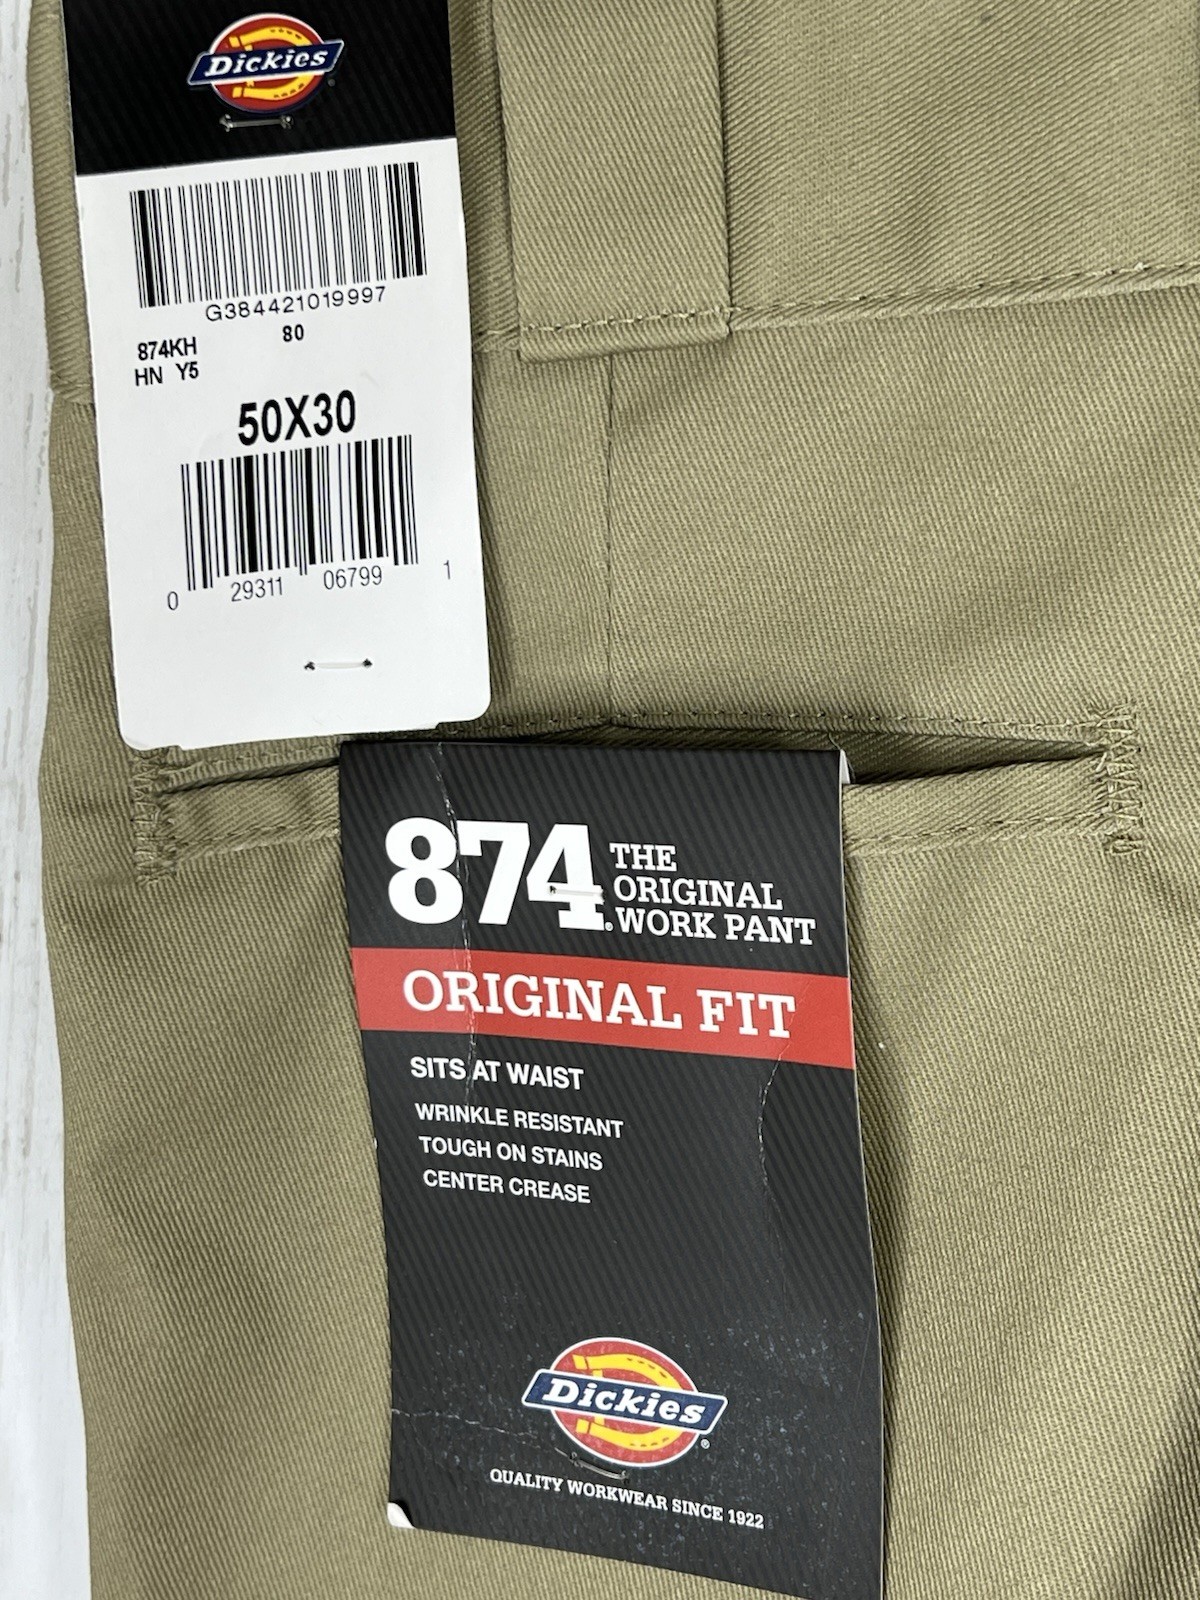 Dickies
G384421019997
874KH 80
HN Y5
50X30
0 29311 06799 1
874® THE
ORIGINAL
WORK PANT
ORIGINAL FIT
SITS AT WAIST
WRINKLE RESISTANT
TOUGH ON STAINS
CENTER CREASE
Dickies®
QUALITY WORKWEAR SINCE 1922